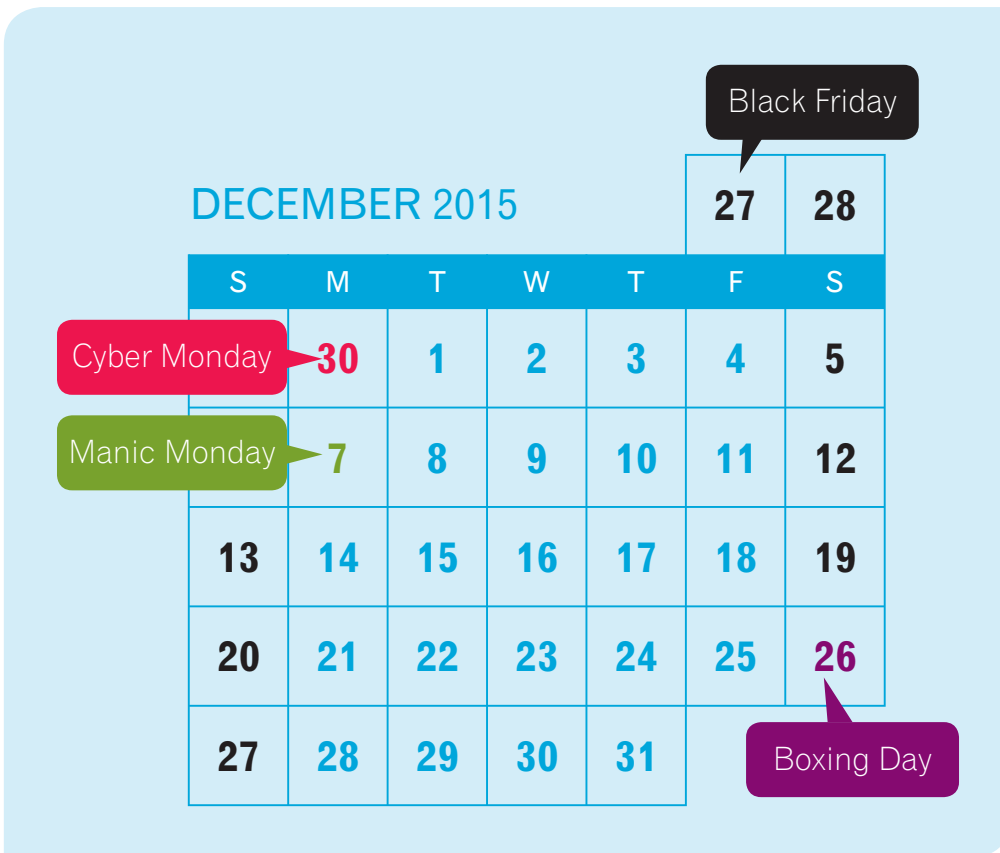 Black Friday
DECEMBER 2015 27 28
S M T W T F S
Cyber Monday 30 1 2 3 4 5
Manic Monday 7 8 9 10 11 12
13 14 15 16 17 18 19
20 21 22 23 24 25 26
27 28 29 30 31 Boxing Day